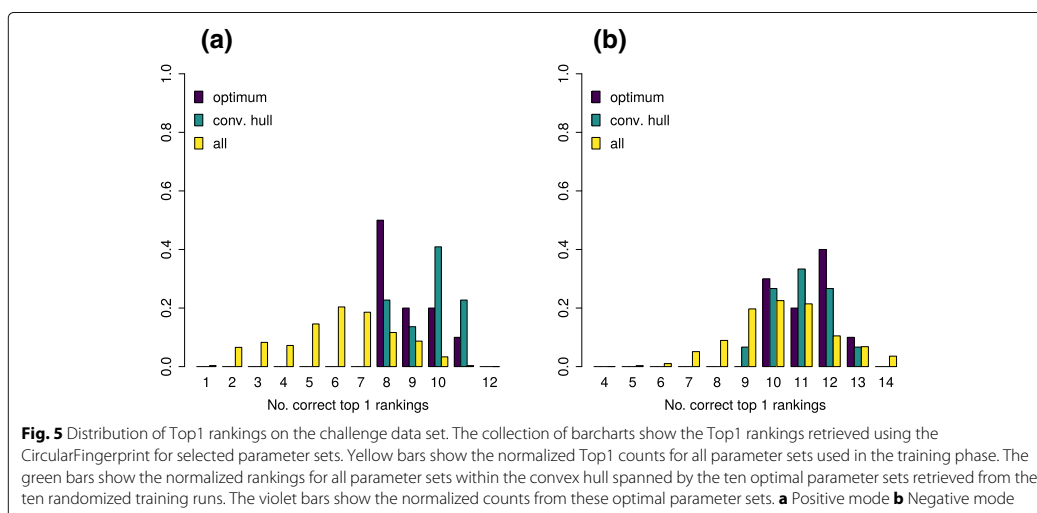 (a)
1.0
0.8
0.6
0.4
0.2
0.0
optimum
conv. hull
all
1 2 3 4 5 6 7 8 9 10 12
No. correct top 1 rankings
(b)
1.0
0.8
0.6
0.4
0.2
0.0
optimum
conv. hull
all
4 5 6 7 8 9 10 11 12 13 14
No. correct top 1 rankings
Fig. 5 Distribution of Top1 rankings on the challenge data set. The collection of barcharts show the Top1 rankings retrieved using the
CircularFingerprint for selected parameter sets. Yellow bars show the normalized Top1 counts for all parameter sets used in the training phase. The
green bars show the normalized rankings for all parameter sets within the convex hull spanned by the ten optimal parameter sets retrieved from the
ten randomized training runs. The violet bars show the normalized counts from these optimal parameter sets. a Positive mode b Negative mode